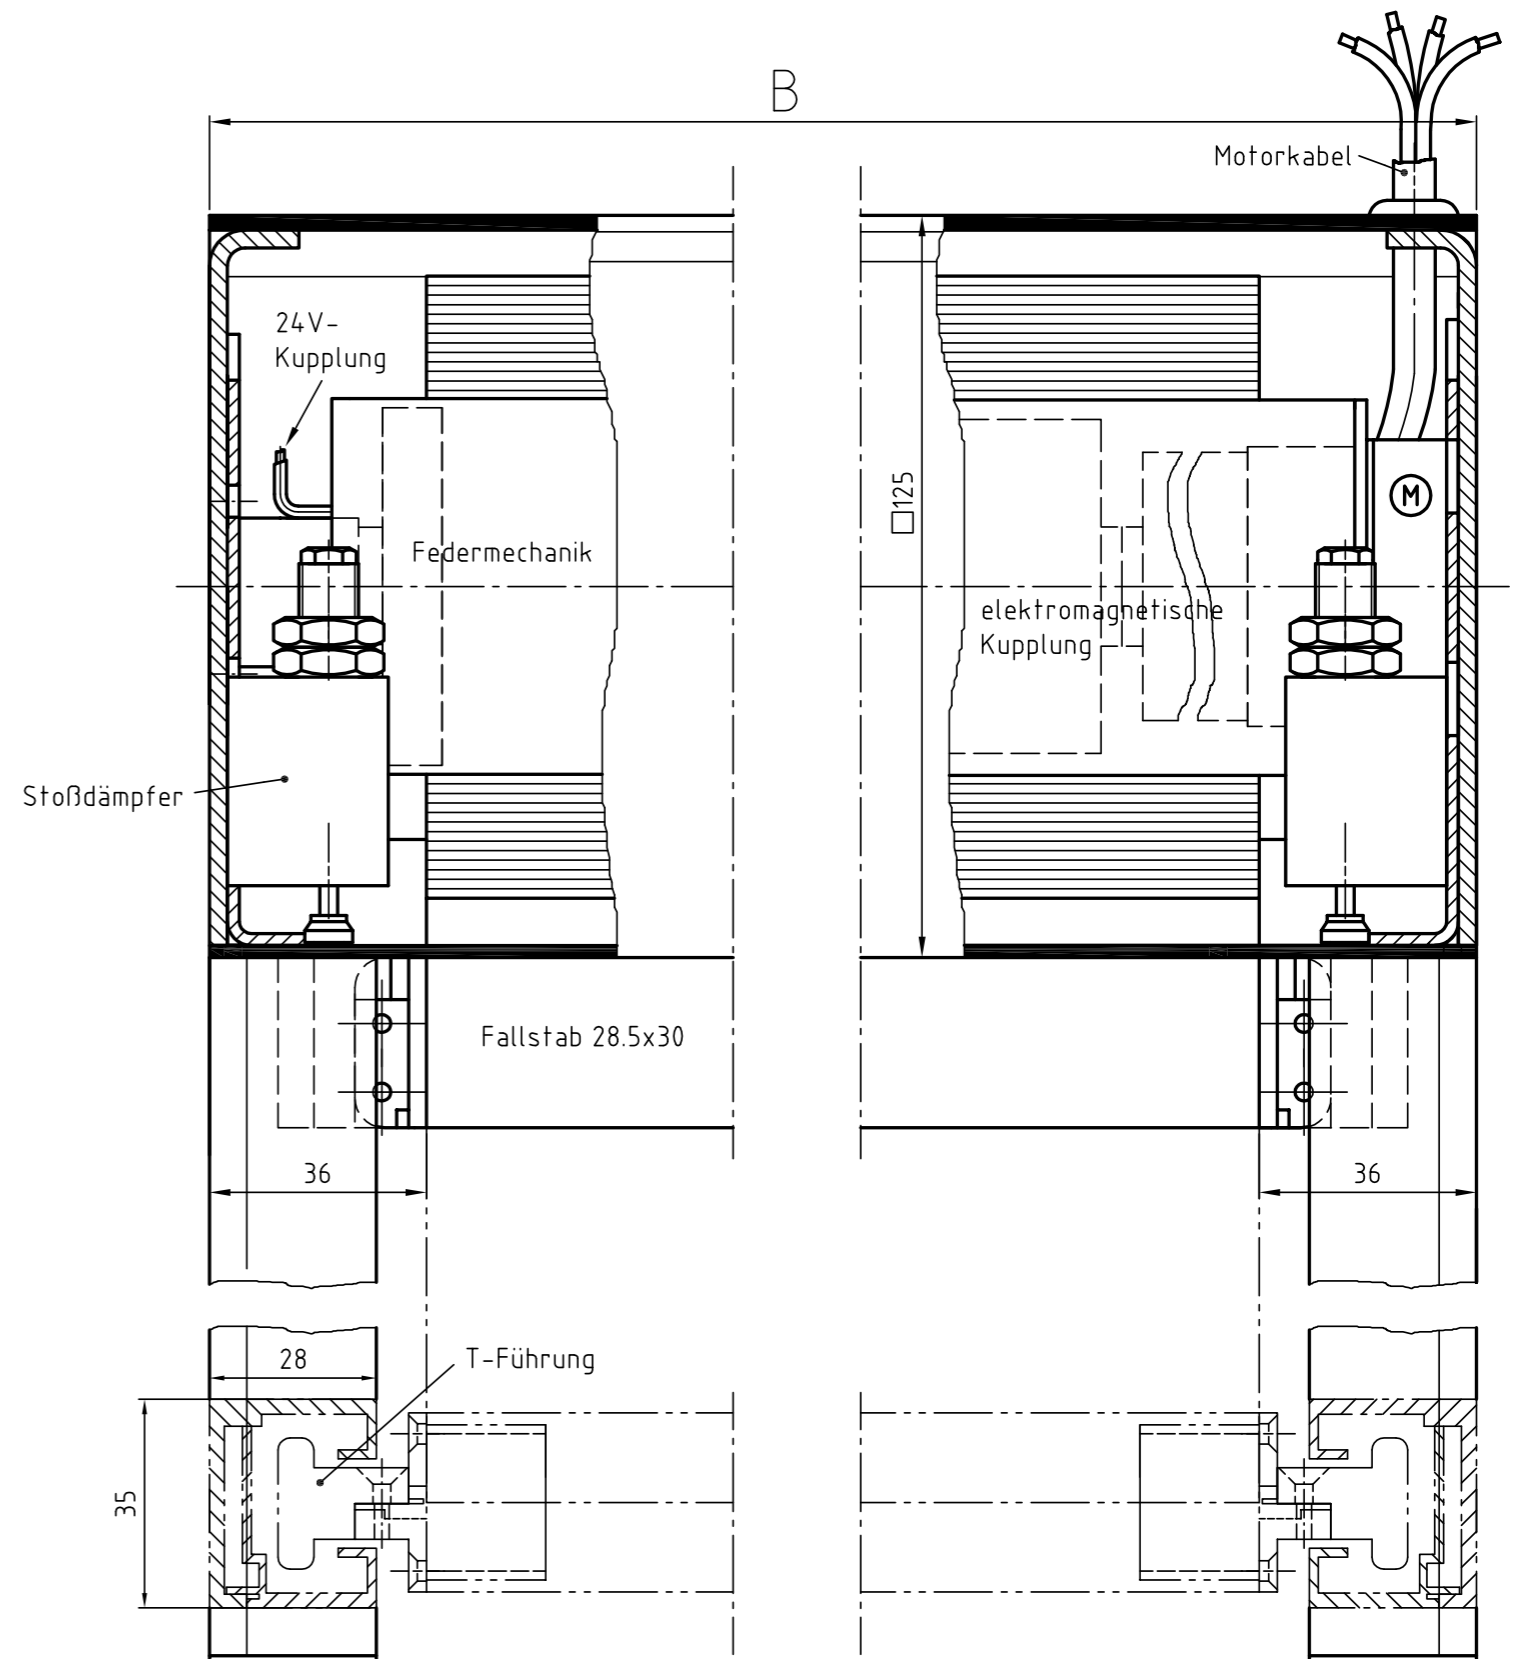 B
Motorkabel
24V-
Kupplung
□125
M
Federmechanik
elektromagnetische
Kupplung
Stoßdämpfer
Fallstab 28.5x30
36
36
28
T-Führung
35